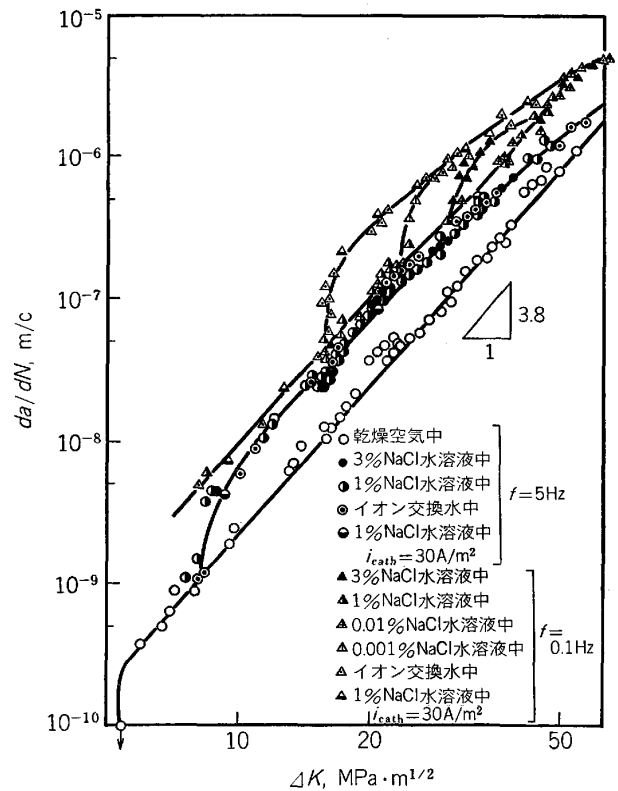 10⁻⁵
10⁻⁶
10⁻⁷
10⁻⁸
10⁻⁹
10⁻¹⁰
da/dN, m/c
3.8
1
乾燥空気中
3%NaCl水溶液中
1%NaCl水溶液中
イオン交換水中
1%NaCl水溶液中
i_cath=30A/m²
f=5Hz
3%NaCl水溶液中
1%NaCl水溶液中
0.01%NaCl水溶液中
0.001%NaCl水溶液中
イオン交換水中
1%NaCl水溶液中
i_cath=30A/m²
f=
0.1Hz
10 20 50
ΔK, MPa·m¹/²